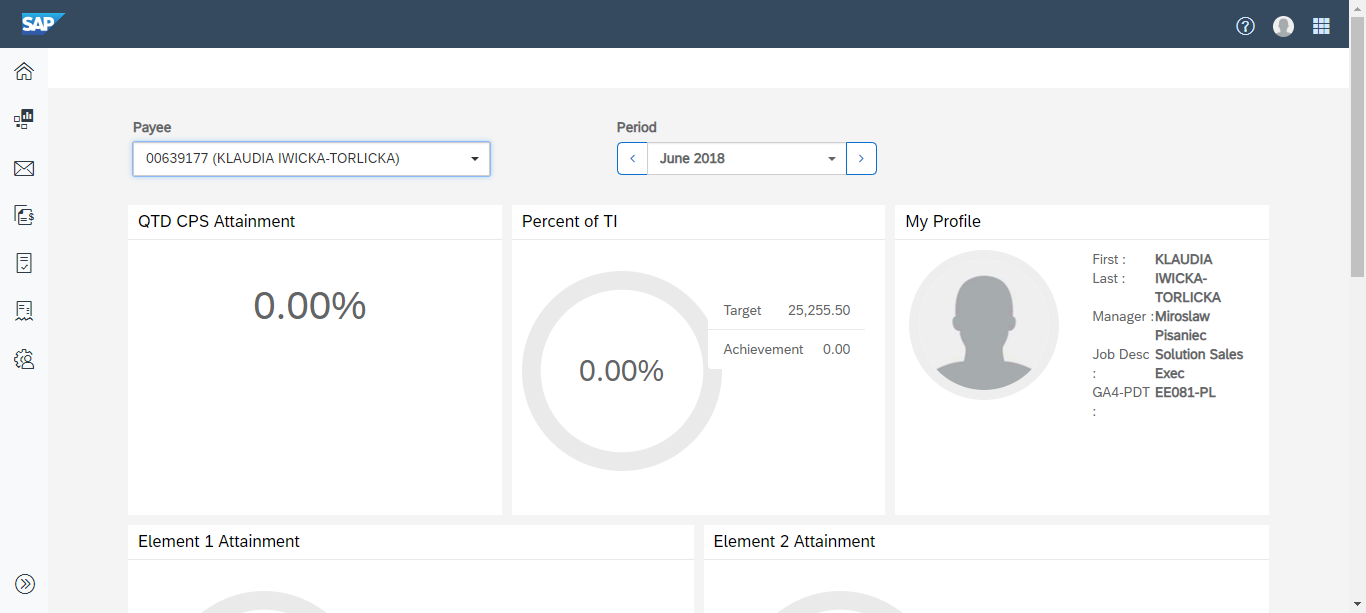 SAP
Payee
Period
00639177 (KLAUDIA IWICKA-TORLICKA)
June 2018
QTD CPS Attainment
0.00%
Percent of TI
0.00%
Target 25,255.50
Achievement 0.00
My Profile
First : KLAUDIA
Last : IWICKA-
TORLICKA
Manager : Miroslaw
Pisaniec
Job Desc Solution Sales
: Exec
GA4-PDT EE081-PL
:
Element 1 Attainment
Element 2 Attainment